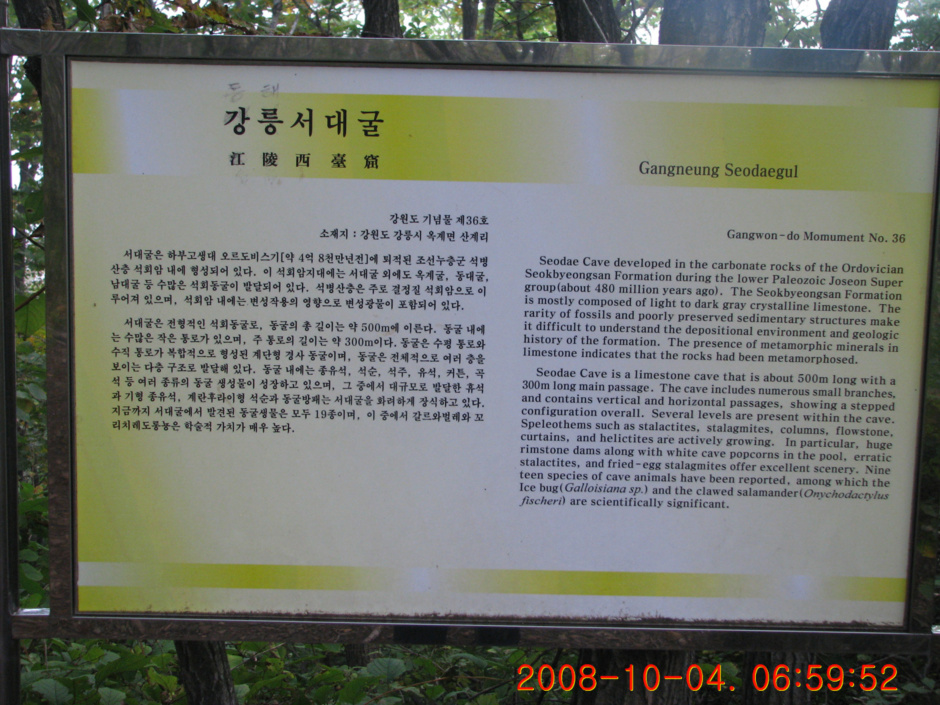 동 대
강릉서대굴
江陵西臺窟
Gangneung Seodaegul
강원도 기념물 제36호
소재지 : 강원도 강릉시 옥계면 산계리
서대굴은 하부고생대 오르도비스기[약 4억 8천만년전]에 퇴적된 조선누층군 석병
산층 석회암 내에 형성되어 있다. 이 석회암지대에는 서대굴 외에도 옥계굴, 동대굴,
남대굴 등 수많은 석회동굴이 발달되어 있다. 석병산층은 주로 결정질 석회암으로 이
루어져 있으며, 석회암 내에는 변성작용의 영향으로 변성광물이 포함되어 있다.
서대굴은 전형적인 석회동굴로, 동굴의 총 길이는 약 500m에 이른다. 동굴 내에
는 수많은 작은 통로가 있으며, 주 통로의 길이는 약 300m이다. 동굴은 수평 통로와
수직 통로가 복합적으로 형성된 계단형 경사 동굴이며, 동굴은 전체적으로 여러 층을
보이는 다층 구조로 발달해 있다. 동굴 내에는 종유석, 석순, 석주, 유석, 커튼, 곡
석 등 여러 종류의 동굴 생성물이 성장하고 있으며, 그 중에서 대규모로 발달한 휴석
과 기형 종유석, 계란후라이형 석순과 동굴방패는 서대굴을 화려하게 장식하고 있다.
지금까지 서대굴에서 발견된 동굴생물은 모두 19종이며, 이 중에서 갈르와벌레와 꼬
리치레도롱뇽은 학술적 가치가 매우 높다.
Gangwon-do Momument No. 36
Seodae Cave developed in the carbonate rocks of the Ordovician
Seokbyeongsan Formation during the lower Paleozoic Joseon Super
group(about 480 million years ago). The Seokbyeongsan Formation
is mostly composed of light to dark gray crystalline limestone. The
rarity of fossils and poorly preserved sedimentary structures make
it difficult to understand the depositional environment and geologic
history of the formation. The presence of metamorphic minerals in
limestone indicates that the rocks had been metamorphosed.
Seodae Cave is a limestone cave that is about 500m long with a
300m long main passage. The cave includes numerous small branches,
and contains vertical and horizontal passages, showing a stepped
configuration overall. Several levels are present within the cave.
Speleothems such as stalactites, stalagmites, columns, flowstone,
curtains, and helictites are actively growing. In particular, huge
rimstone dams along with white cave popcorns in the pool, erratic
stalactites, and fried-egg stalagmites offer excellent scenery. Nine
teen species of cave animals have been reported, among which the
Ice bug(Galloisiana sp.) and the clawed salamander(Onychodactylus
fischeri) are scientifically significant.
2008-10-04. 06:59:52